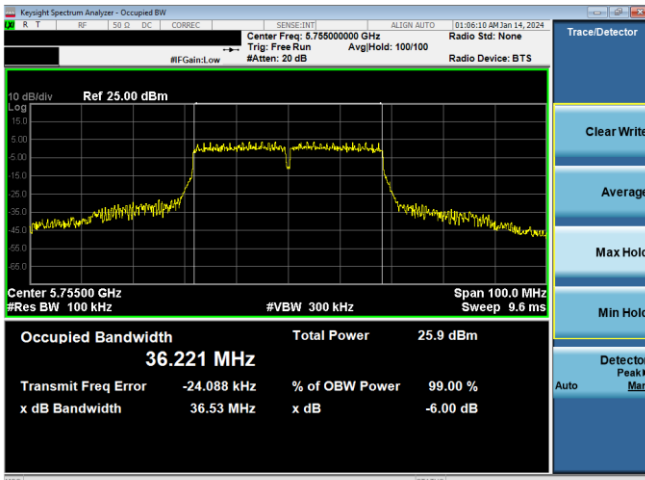 Keysight Spectrum Analyzer - Occupied BW
R T RF 50 Ω DC CORREC SENSE:INT ALIGN AUTO 01:06:10 AM Jan 14, 2024
Center Freq: 5.755000000 GHz Radio Std: None
Trig: Free Run Avg|Hold: 100/100
#IFGain:Low #Atten: 20 dB Radio Device: BTS
Trace/Detector
10 dB/div Ref 25.00 dBm
Log
15.0
5.00
-5.00
-15.0
-25.0
-35.0
-45.0
-55.0
-65.0
Center 5.75500 GHz Span 100.0 MHz
#Res BW 100 kHz #VBW 300 kHz Sweep 9.6 ms
Occupied Bandwidth Total Power 25.9 dBm
36.221 MHz
Transmit Freq Error -24.088 kHz % of OBW Power 99.00 %
x dB Bandwidth 36.53 MHz x dB -6.00 dB
Clear Write
Average
Max Hold
Min Hold
Detector
Peak
Auto Man